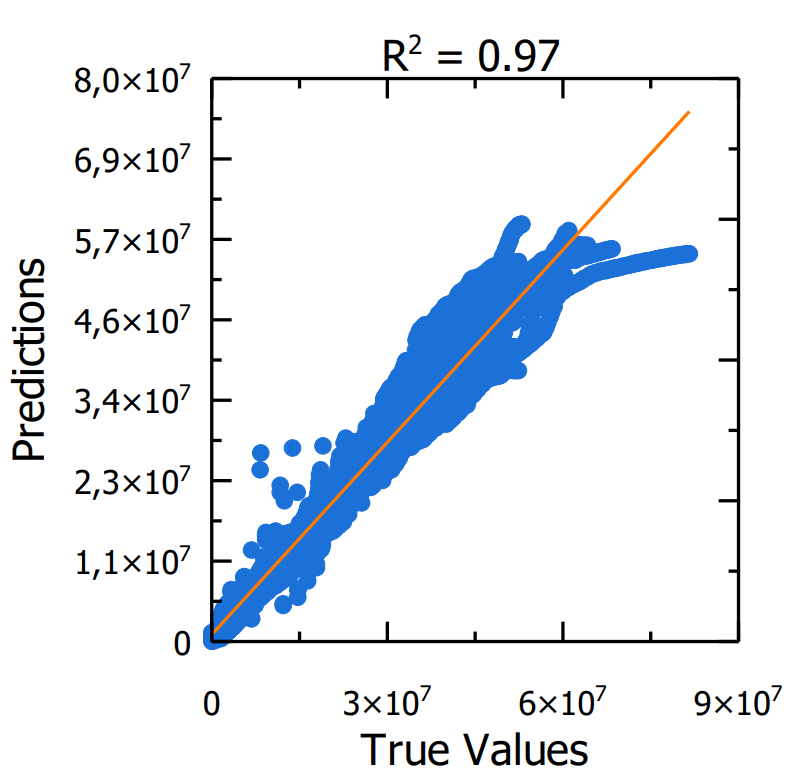 R² = 0.97
8,0×10⁷
6,9×10⁷
5,7×10⁷
4,6×10⁷
3,4×10⁷
2,3×10⁷
1,1×10⁷
0
Predictions
0 3×10⁷ 6×10⁷ 9×10⁷
True Values